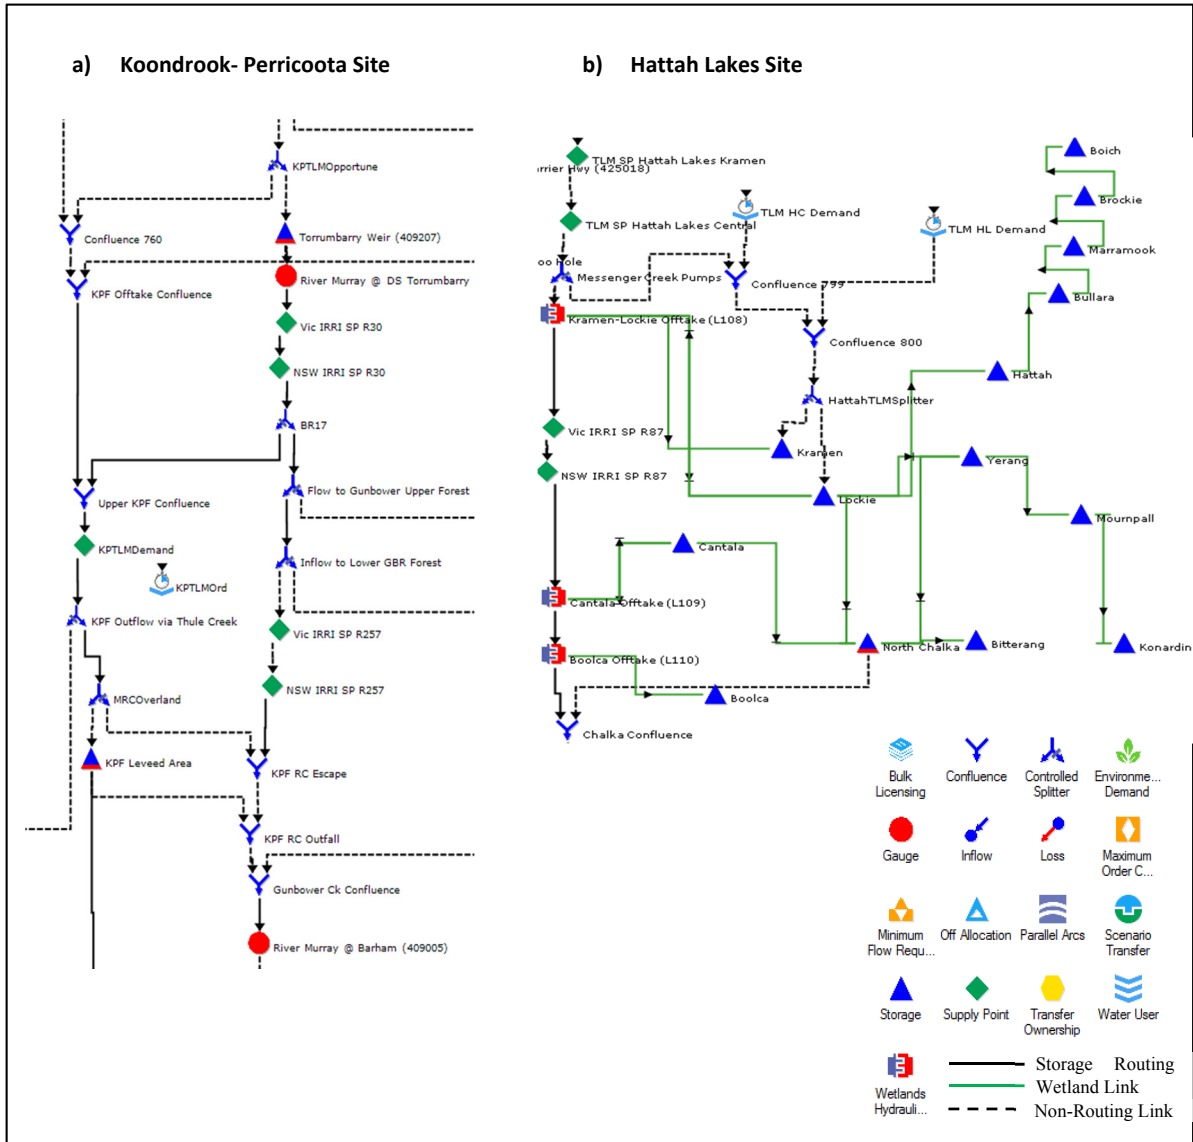 a) Koondrook- Perricoota Site
b) Hattah Lakes Site
KPTLMOpportune
Confluence 760
Torrumbarry Weir (409207)
KPF Offtake Confluence
River Murray @ DS Torrumbarry
Vic IRRI SP R30
NSW IRRI SP R30
BR17
Upper KPF Confluence
Flow to Gunbower Upper Forest
KPTLMDemand
Inflow to Lower GBR Forest
KPTLMOrd
KPF Outflow via Thule Creek
Vic IRRI SP R257
NSW IRRI SP R257
MRCOverland
KPF Leveed Area
KPF RC Escape
KPF RC Outfall
Gunbower Ck Confluence
River Murray @ Barham (409005)
TLM SP Hattah Lakes Kramen
rrier Hwy (425018)
TLM HC Demand
TLM SP Hattah Lakes Central
TLM HL Demand
oo Hole
Messenger Creek Pumps
Confluence 799
Kramen-Lockie Offtake (L108)
Confluence 800
HattahTLMSplitter
Vic IRRI SP R87
NSW IRRI SP R87
Kramen
Lockie
Boich
Brockie
Marramook
Bullara
Hattah
Yerang
Mournpall
Cantala
Cantala Offtake (L109)
North Chalka
Bitterang
Konardin
Boolca Offtake (L110)
Boolca
Chalka Confluence
Bulk
Licensing
Confluence
Controlled
Splitter
Environme...
Demand
Gauge
Inflow
Loss
Maximum
Order C...
Minimum
Flow Requ...
Off Allocation
Parallel Arcs
Scenario
Transfer
Storage
Supply Point
Transfer
Ownership
Water User
Wetlands
Hydrauli...
Storage Routing
Wetland Link
Non-Routing Link